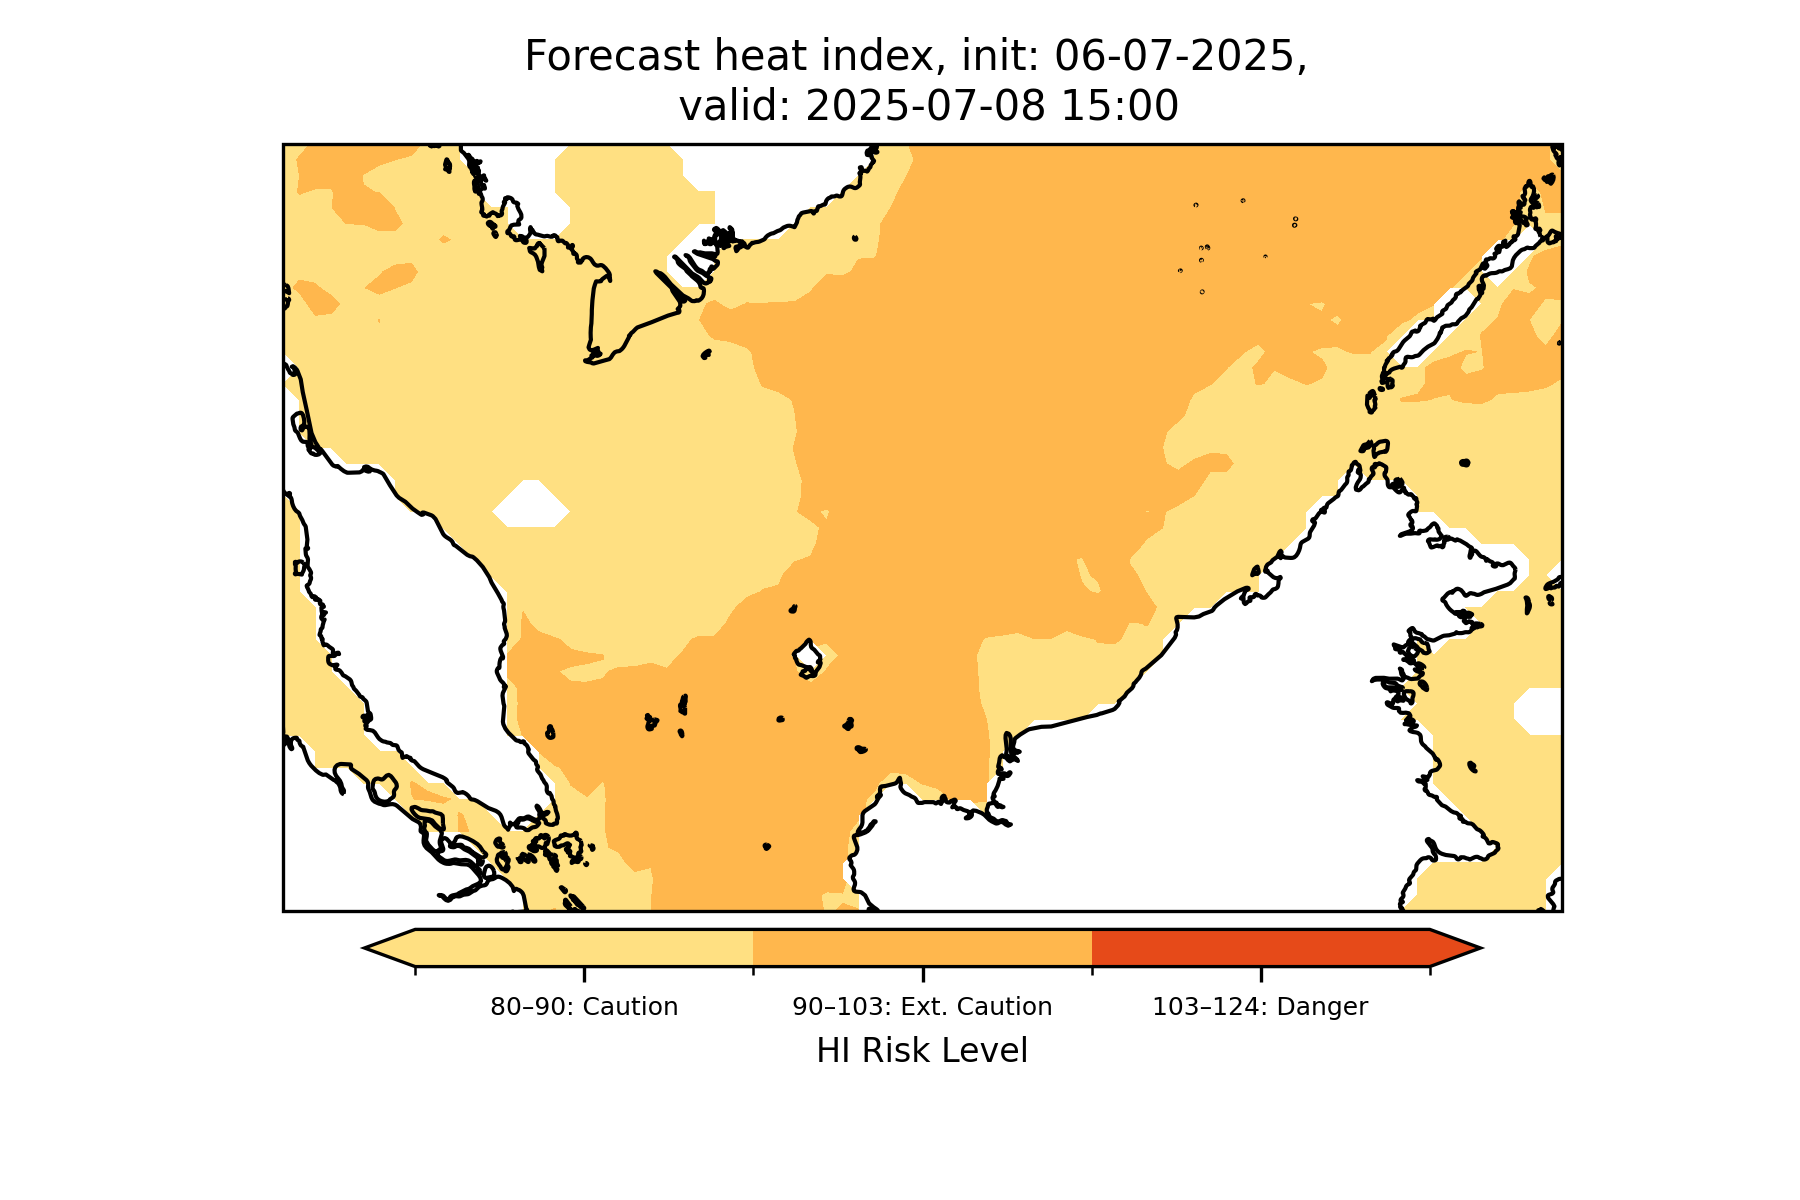 Forecast heat index, init: 06-07-2025,
valid: 2025-07-08 15:00
80–90: Caution
90–103: Ext. Caution
103–124: Danger
HI Risk Level